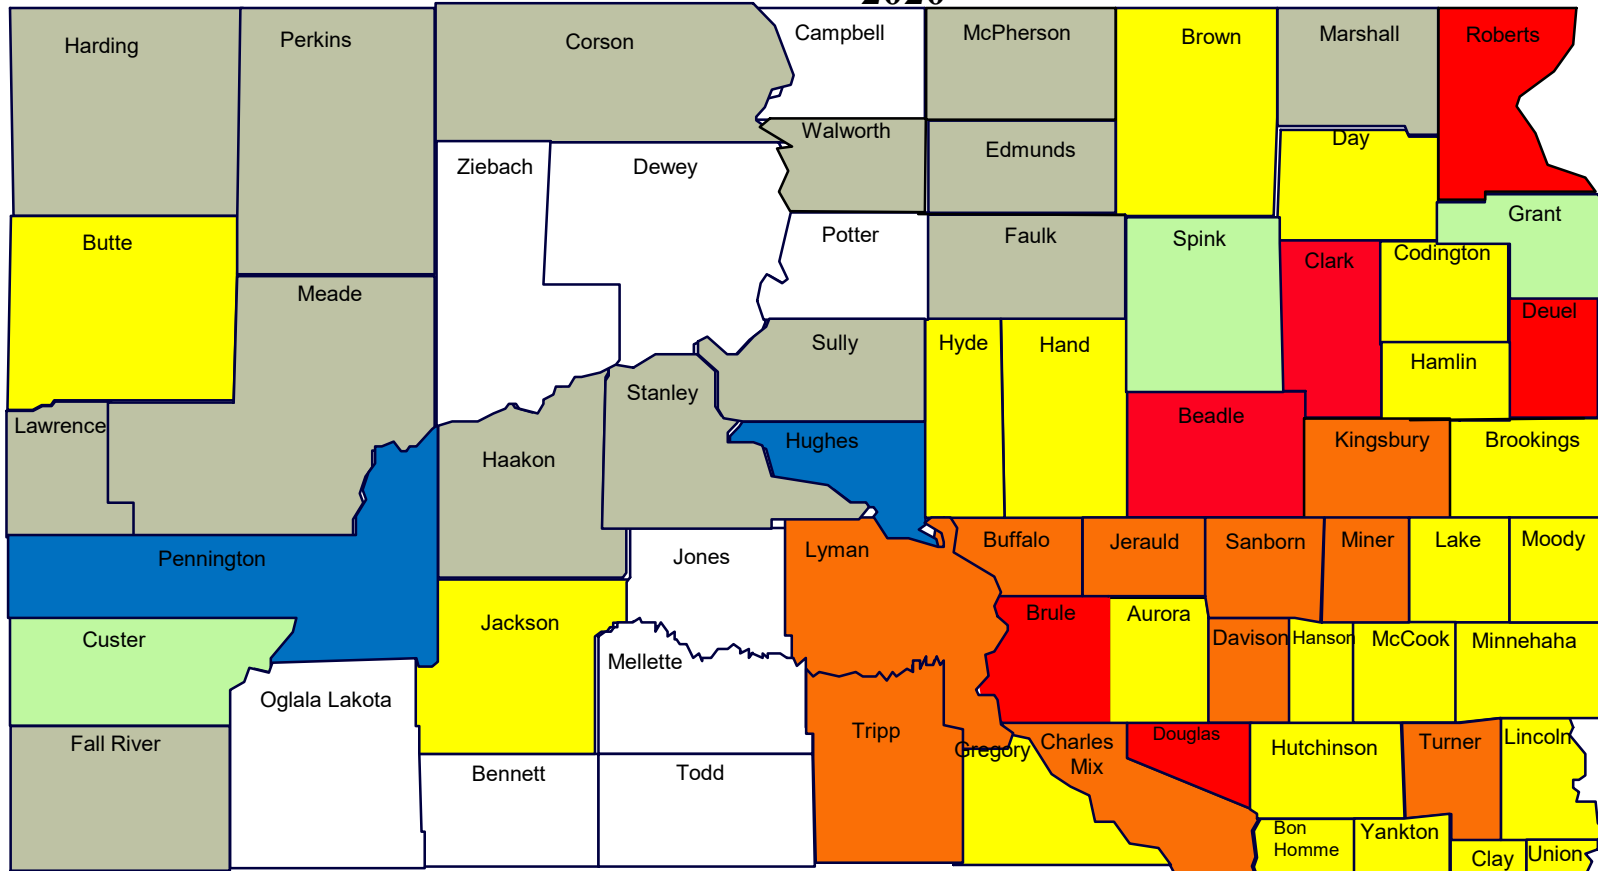 2020
Harding
Perkins
Corson
Campbell
McPherson
Brown
Marshall
Roberts
Walworth
Edmunds
Day
Ziebach
Dewey
Butte
Potter
Faulk
Spink
Grant
Clark
Codington
Meade
Deuel
Sully
Hyde
Hand
Hamlin
Stanley
Lawrence
Beadle
Hughes
Kingsbury
Brookings
Haakon
Pennington
Jones
Lyman
Buffalo
Jerauld
Sanborn
Miner
Lake
Moody
Custer
Jackson
Brule
Aurora
Davison
Hanson
McCook
Minnehaha
Mellette
Oglala Lakota
Fall River
Tripp
Gregory
Charles
Mix
Douglas
Hutchinson
Turner
Lincoln
Bennett
Todd
Bon
Homme
Yankton
Clay
Union